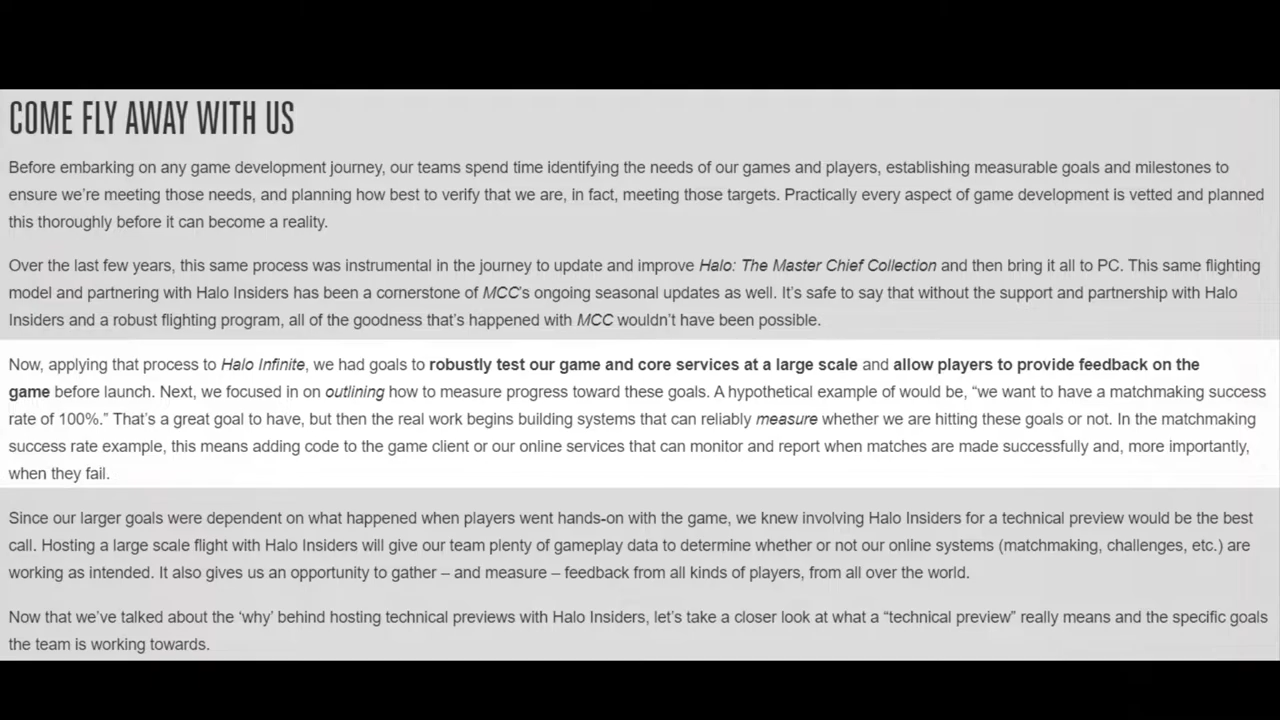 COME FLY AWAY WITH US
Before embarking on any game development journey, our teams spend time identifying the needs of our games and players, establishing measurable goals and milestones to
ensure we're meeting those needs, and planning how best to verify that we are, in fact, meeting those targets. Practically every aspect of game development is vetted and planned
this thoroughly before it can become a reality.
Over the last few years, this same process was instrumental in the journey to update and improve Halo: The Master Chief Collection and then bring it all to PC. This same flighting
model and partnering with Halo Insiders has been a cornerstone of MCC's ongoing seasonal updates as well. It's safe to say that without the support and partnership with Halo
Insiders and a robust flighting program, all of the goodness that's happened with MCC wouldn't have been possible.
Now, applying that process to Halo Infinite, we had goals to robustly test our game and core services at a large scale and allow players to provide feedback on the
game before launch. Next, we focused in on outlining how to measure progress toward these goals. A hypothetical example of would be, “we want to have a matchmaking success
rate of 100%.” That's a great goal to have, but then the real work begins building systems that can reliably measure whether we are hitting these goals or not. In the matchmaking
success rate example, this means adding code to the game client or our online services that can monitor and report when matches are made successfully and, more importantly,
when they fail.
Since our larger goals were dependent on what happened when players went hands-on with the game, we knew involving Halo Insiders for a technical preview would be the best
call. Hosting a large scale flight with Halo Insiders will give our team plenty of gameplay data to determine whether or not our online systems (matchmaking, challenges, etc.) are
working as intended. It also gives us an opportunity to gather – and measure – feedback from all kinds of players, from all over the world.
Now that we've talked about the ‘why’ behind hosting technical previews with Halo Insiders, let's take a closer look at what a “technical preview” really means and the specific goals
the team is working towards.